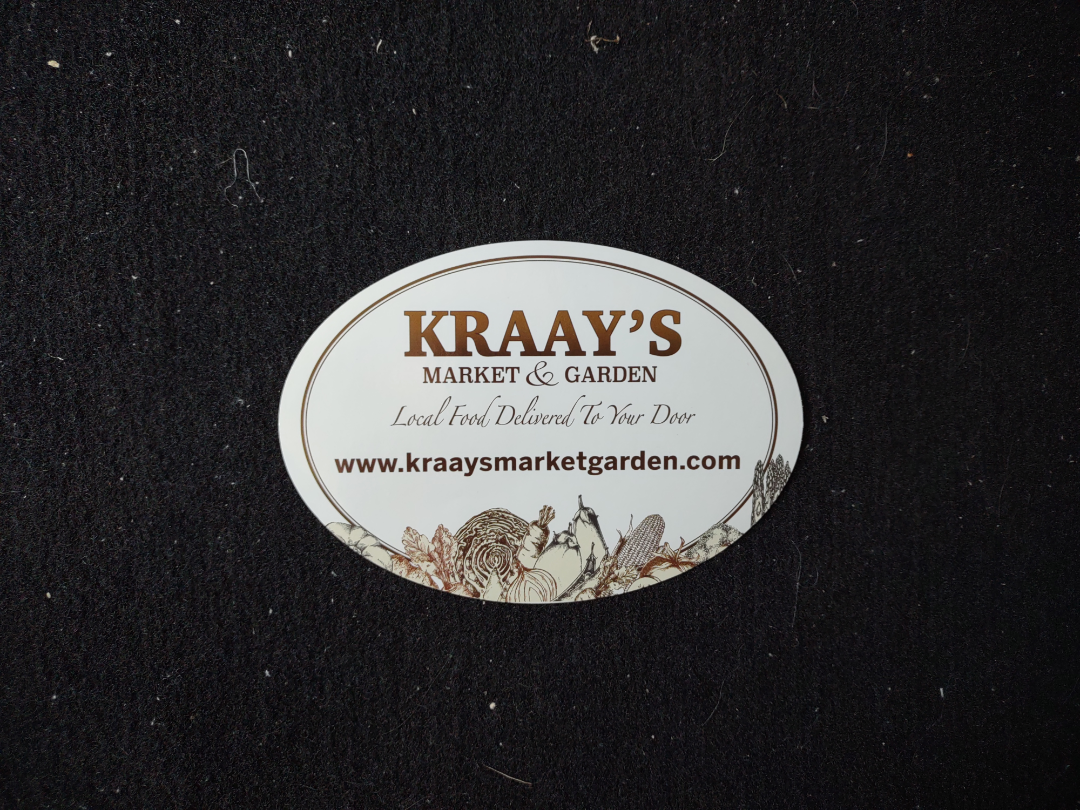 KRAAY'S
MARKET & GARDEN
Local Food Delivered To Your Door
www.kraaysmarketgarden.com